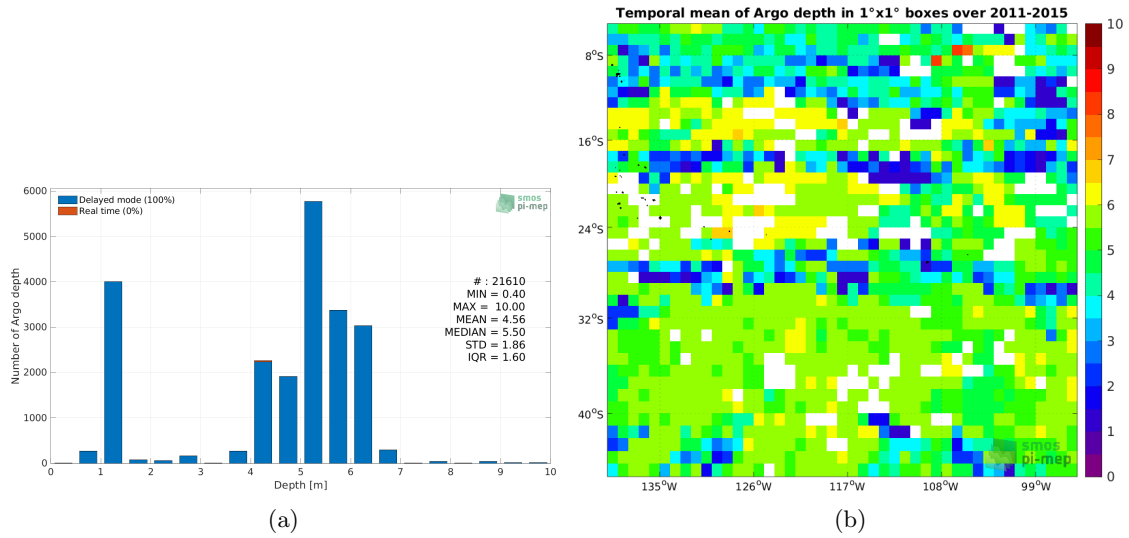 6000
5000
4000
3000
2000
1000
0
Number of Argo depth
Delayed mode (100%)
Real time (0%)
smos
pi-mep
# : 21610
MIN = 0.40
MAX = 10.00
MEAN = 4.56
MEDIAN = 5.50
STD = 1.86
IQR = 1.60
0 1 2 3 4 5 6 7 8 9 10
Depth [m]
(a)
Temporal mean of Argo depth in 1°x1° boxes over 2011-2015
8°S
16°S
24°S
32°S
40°S
135°W 126°W 117°W 108°W 99°W
smos
pi-mep
10
9
8
7
6
5
4
3
2
1
0
(b)